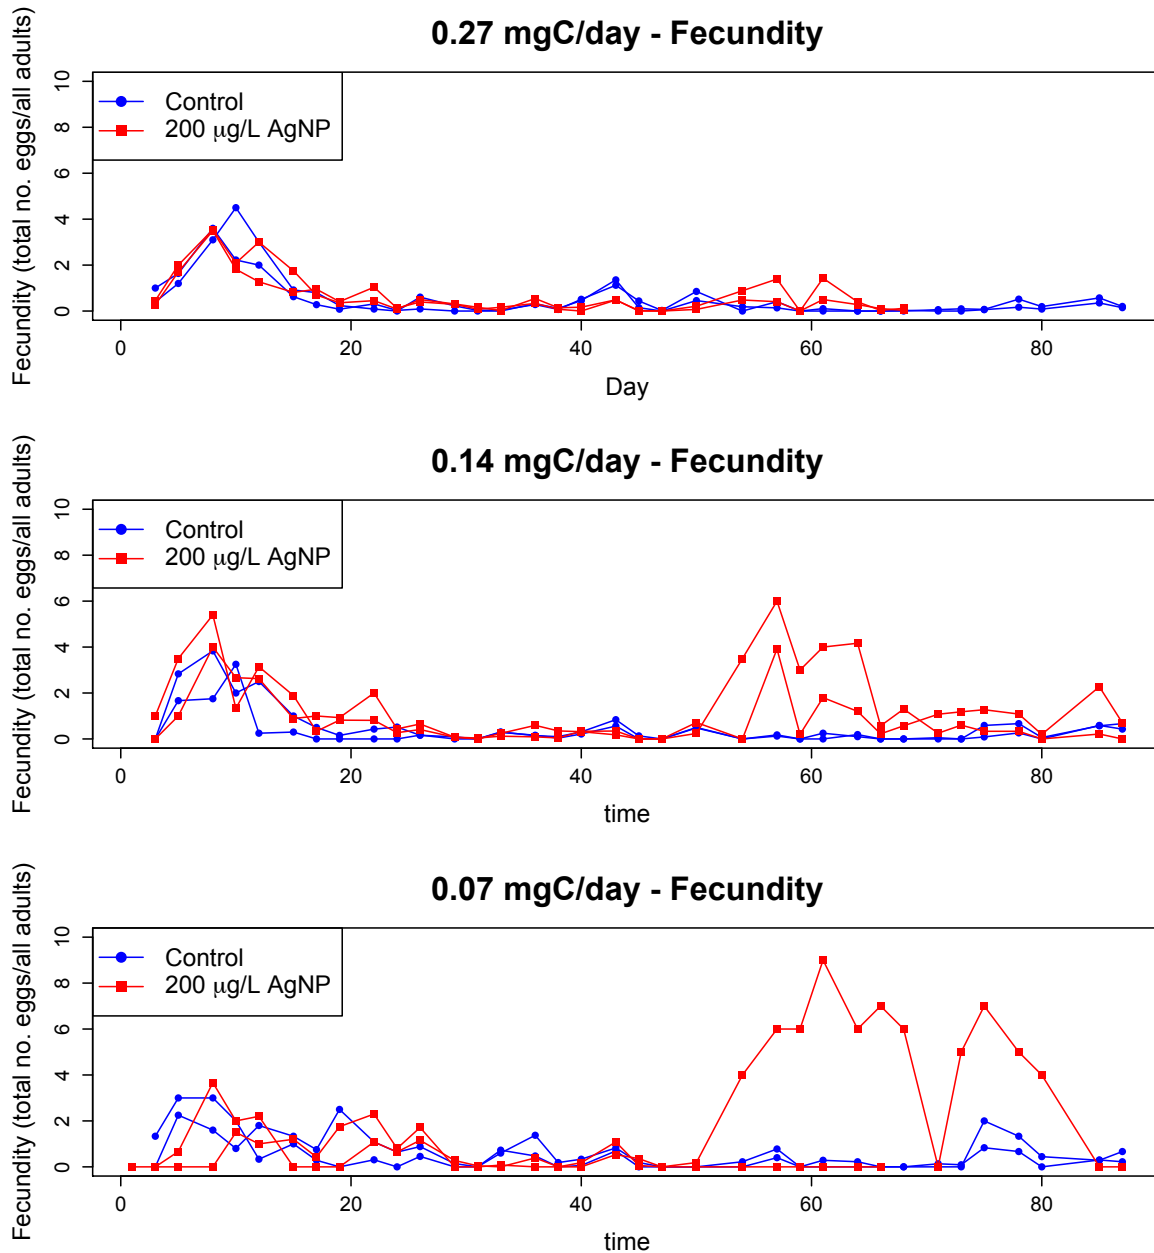 0.27 mgC/day - Fecundity
Fecundity (total no. eggs/all adults)
10
8
6
4
2
0
Control
200 μg/L AgNP
0 20 40 60 80
Day
0.14 mgC/day - Fecundity
Fecundity (total no. eggs/all adults)
10
8
6
4
2
0
Control
200 μg/L AgNP
0 20 40 60 80
time
0.07 mgC/day - Fecundity
Fecundity (total no. eggs/all adults)
10
8
6
4
2
0
Control
200 μg/L AgNP
0 20 40 60 80
time